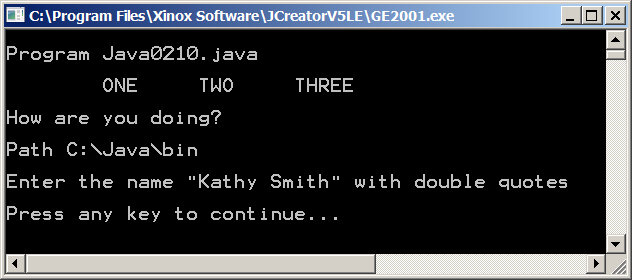 C:\Program Files\Xinox Software\JCreatorV5LE\GE2001.exe
Program Java0210.java
ONE TWO THREE
How are you doing?
Path C:\Java\bin
Enter the name "Kathy Smith" with double quotes
Press any key to continue...